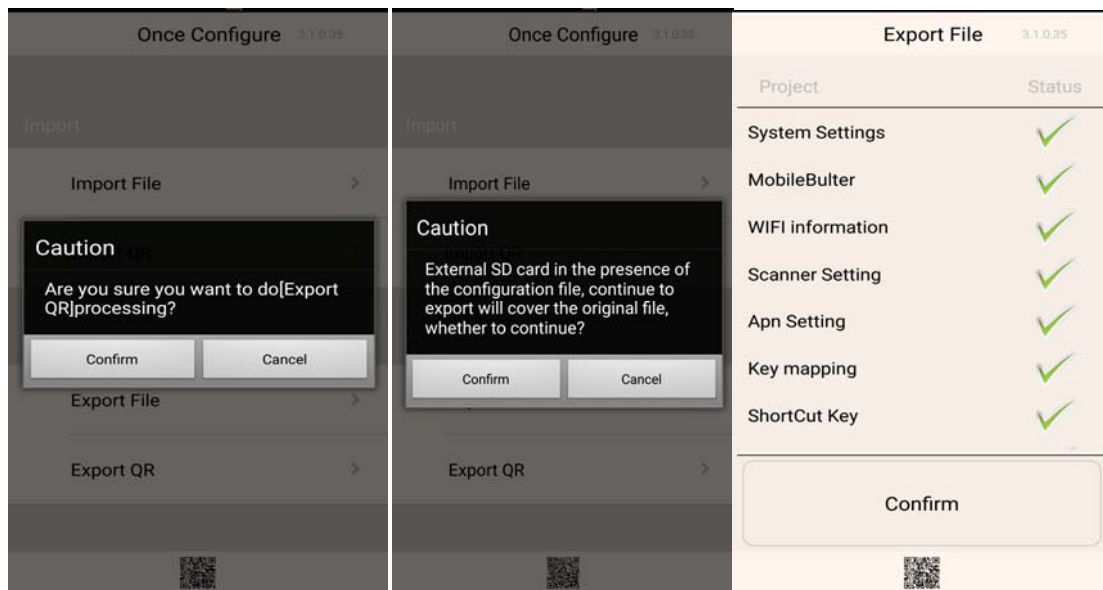 Once Configure 3.1.0.35
Import
Import File
Caution
Are you sure you want to do[Export
QR]processing?
Confirm Cancel
Export File
Export QR
Once Configure 3.1.0.35
Import
Import File
Caution
Import QR
External SD card in the presence of
the configuration file, continue to
export will cover the original file,
whether to continue?
Confirm Cancel
Export QR
Export File 3.1.0.35
Project Status
System Settings
MobileBulter
WIFI information
Scanner Setting
Apn Setting
Key mapping
ShortCut Key
Confirm